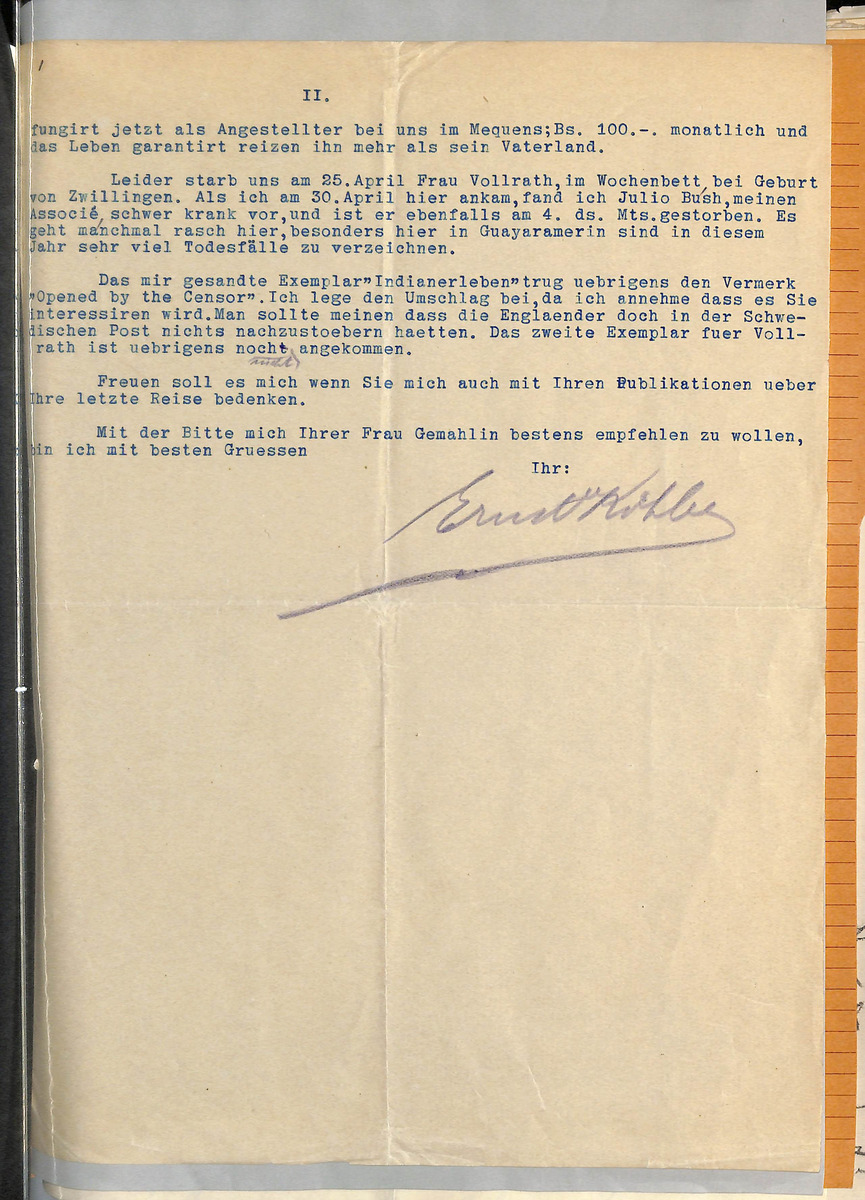 II.
fungirt jetzt als Angestellter bei uns im Mequens;Bs. 100.-. monatlich und
das Leben garantirt reizen ihn mehr als sein Vaterland.
Leider starb uns am 25.April Frau Vollrath,im Wochenbett,bei Geburt
von Zwillingen. Als ich am 30.April hier ankam,fand ich Julio Bush,meinen
Associé,schwer krank vor,und ist er ebenfalls am 4. ds. Mts.gestorben. Es
geht manchmal rasch hier,besonders hier in Guayaramerin sind in diesem
Jahr sehr viel Todesfälle zu verzeichnen.
Das mir gesandte Exemplar"Indianerleben"trug uebrigens den Vermerk
"Opened by the Censor".Ich lege den Umschlag bei,da ich annehme dass es Sie
interessiren wird.Man sollte meinen dass die Englaender doch in der Schwe-
dischen Post nichts nachzustoebern haetten. Das zweite Exemplar fuer Voll-
rath ist uebrigens nocht angekommen.
nicht
Freuen soll es mich wenn Sie mich auch mit Ihren Publikationen ueber
Ihre letzte Reise bedenken.
Mit der Bitte mich Ihrer Frau Gemahlin bestens empfehlen zu wollen,
bin ich mit besten Gruessen
Ihr:
Ernst